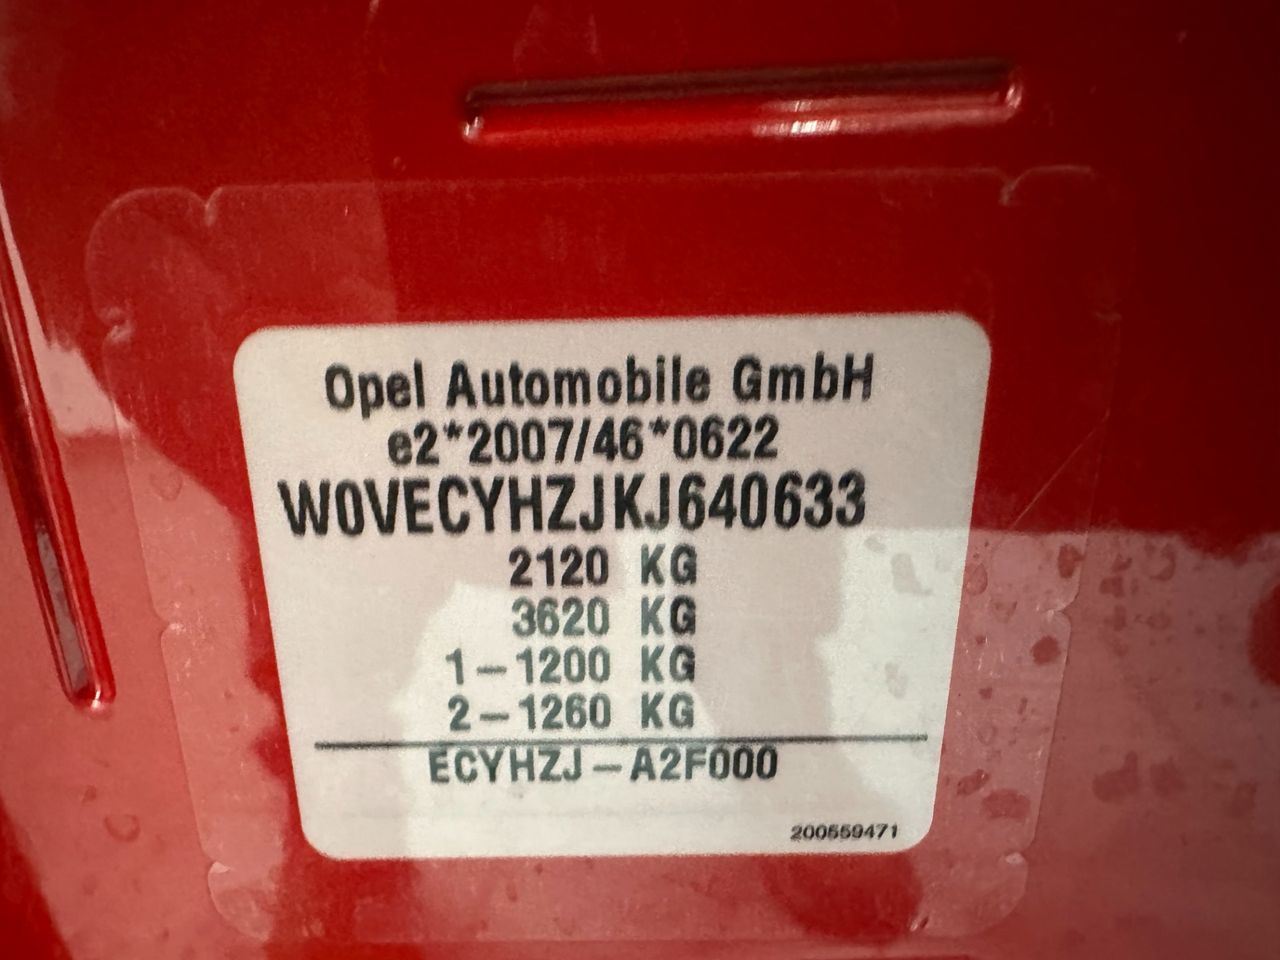 Opel Automobile GmbH
e2*2007/46*0622
W0VECYHZJKJ640633
2120 KG
3620 KG
1-1200 KG
2-1260 KG
ECYHZJ-A2F000
200559471